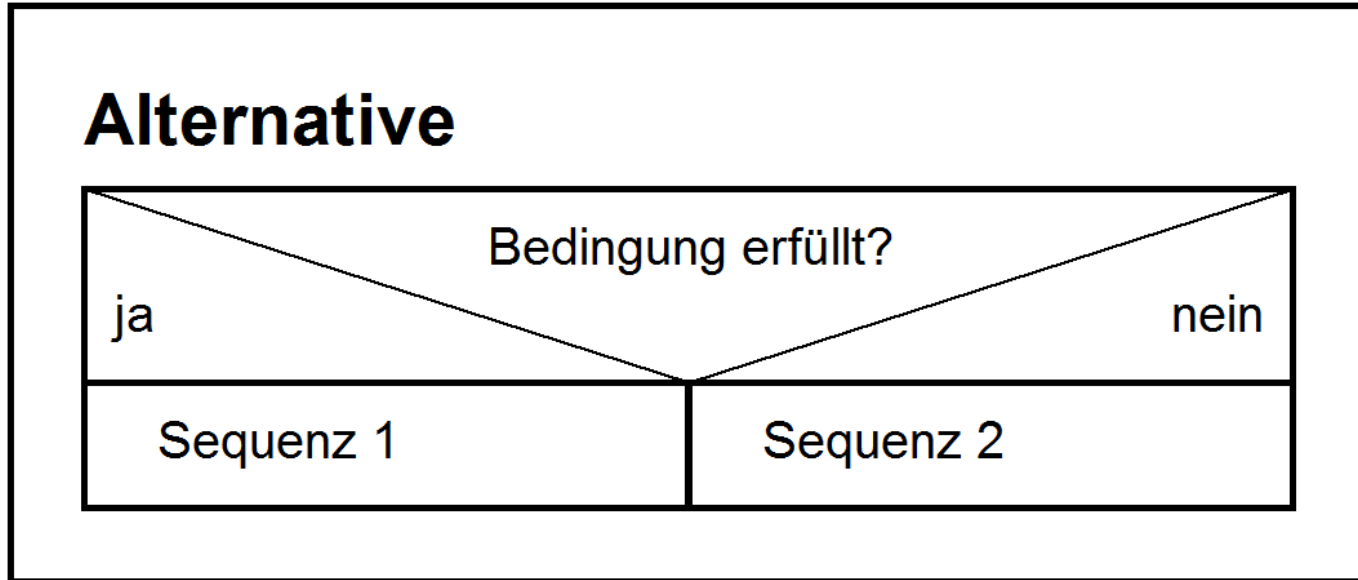 Alternative
Bedingung erfüllt?
ja
nein
Sequenz 1
Sequenz 2